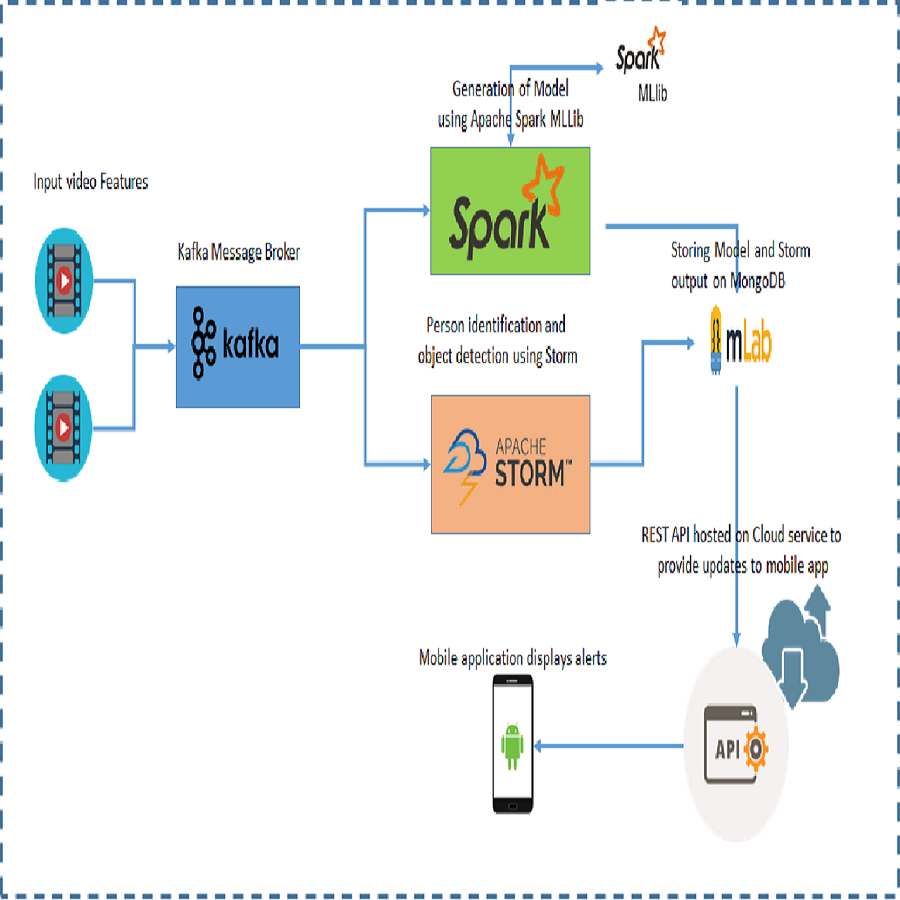 Spark
MLlib
Generation of Model
using Apache Spark MLLib
Input video Features
Spark
Kafka Message Broker
Storing Model and Storm
output on MongoDB
kafka
Person identification and
object detection using Storm
mLab
APACHE
STORM™
REST API hosted on Cloud service to
provide updates to mobile app
Mobile application displays alerts
API